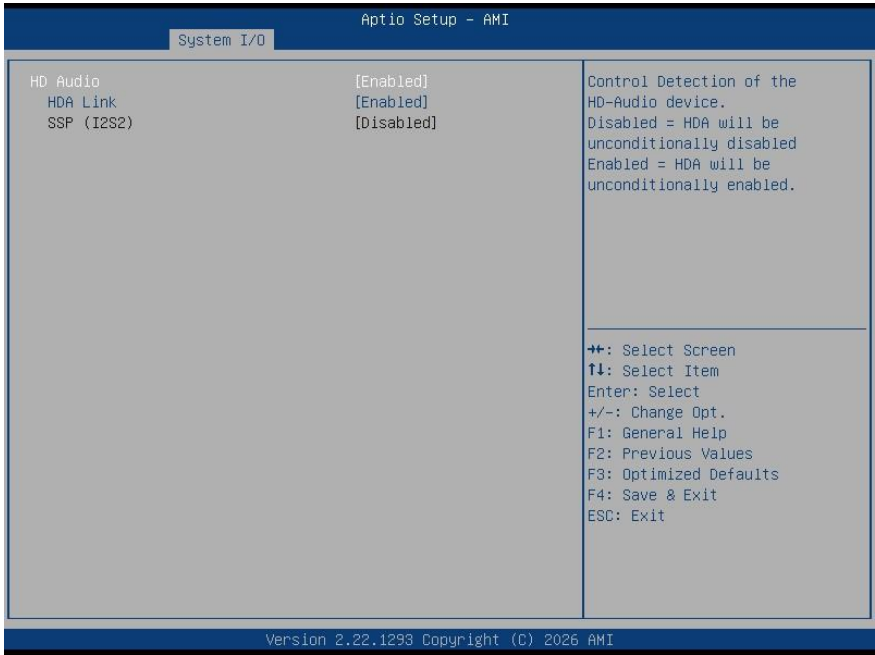 Aptio Setup – AMI
System I/O
HD Audio [Enabled]
HDA Link [Enabled]
SSP (I2S2) [Disabled]
Control Detection of the
HD-Audio device.
Disabled = HDA will be
unconditionally disabled
Enabled = HDA will be
unconditionally enabled.
→←: Select Screen
↑↓: Select Item
Enter: Select
+/-: Change Opt.
F1: General Help
F2: Previous Values
F3: Optimized Defaults
F4: Save & Exit
ESC: Exit
Version 2.22.1293 Copyright (C) 2026 AMI